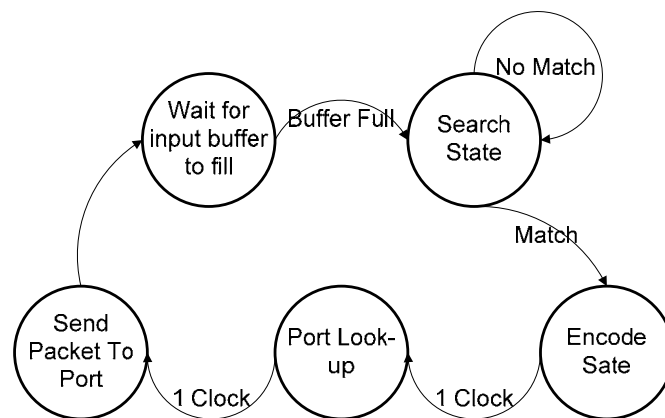 No Match
Wait for
input buffer
to fill
Buffer Full
Search
State
Match
Send
Packet To
Port
1 Clock
Port Look-
up
1 Clock
Encode
Sate